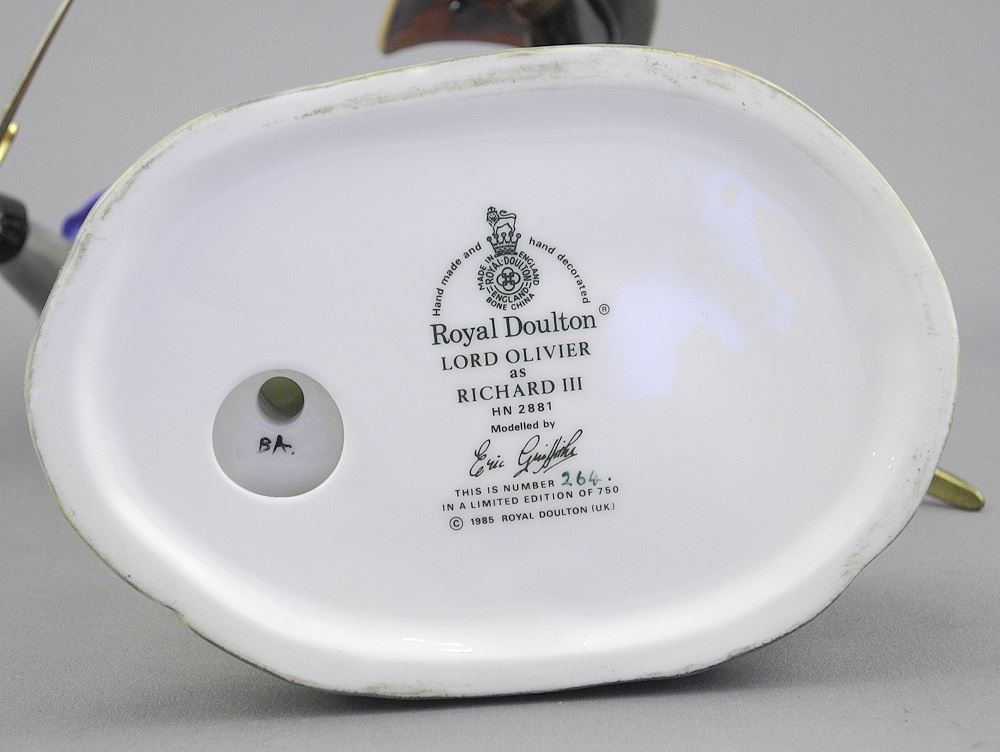 Hand made and hand decorated
MADE IN ENGLAND
ROYAL·DOULTON
·ENGLAND·
BONE CHINA
Royal Doulton®
LORD OLIVIER
as
RICHARD III
HN 2881
Modelled by
Eric Griffiths
THIS IS NUMBER 264.
IN A LIMITED EDITION OF 750
© 1985 ROYAL DOULTON (UK)
BA.